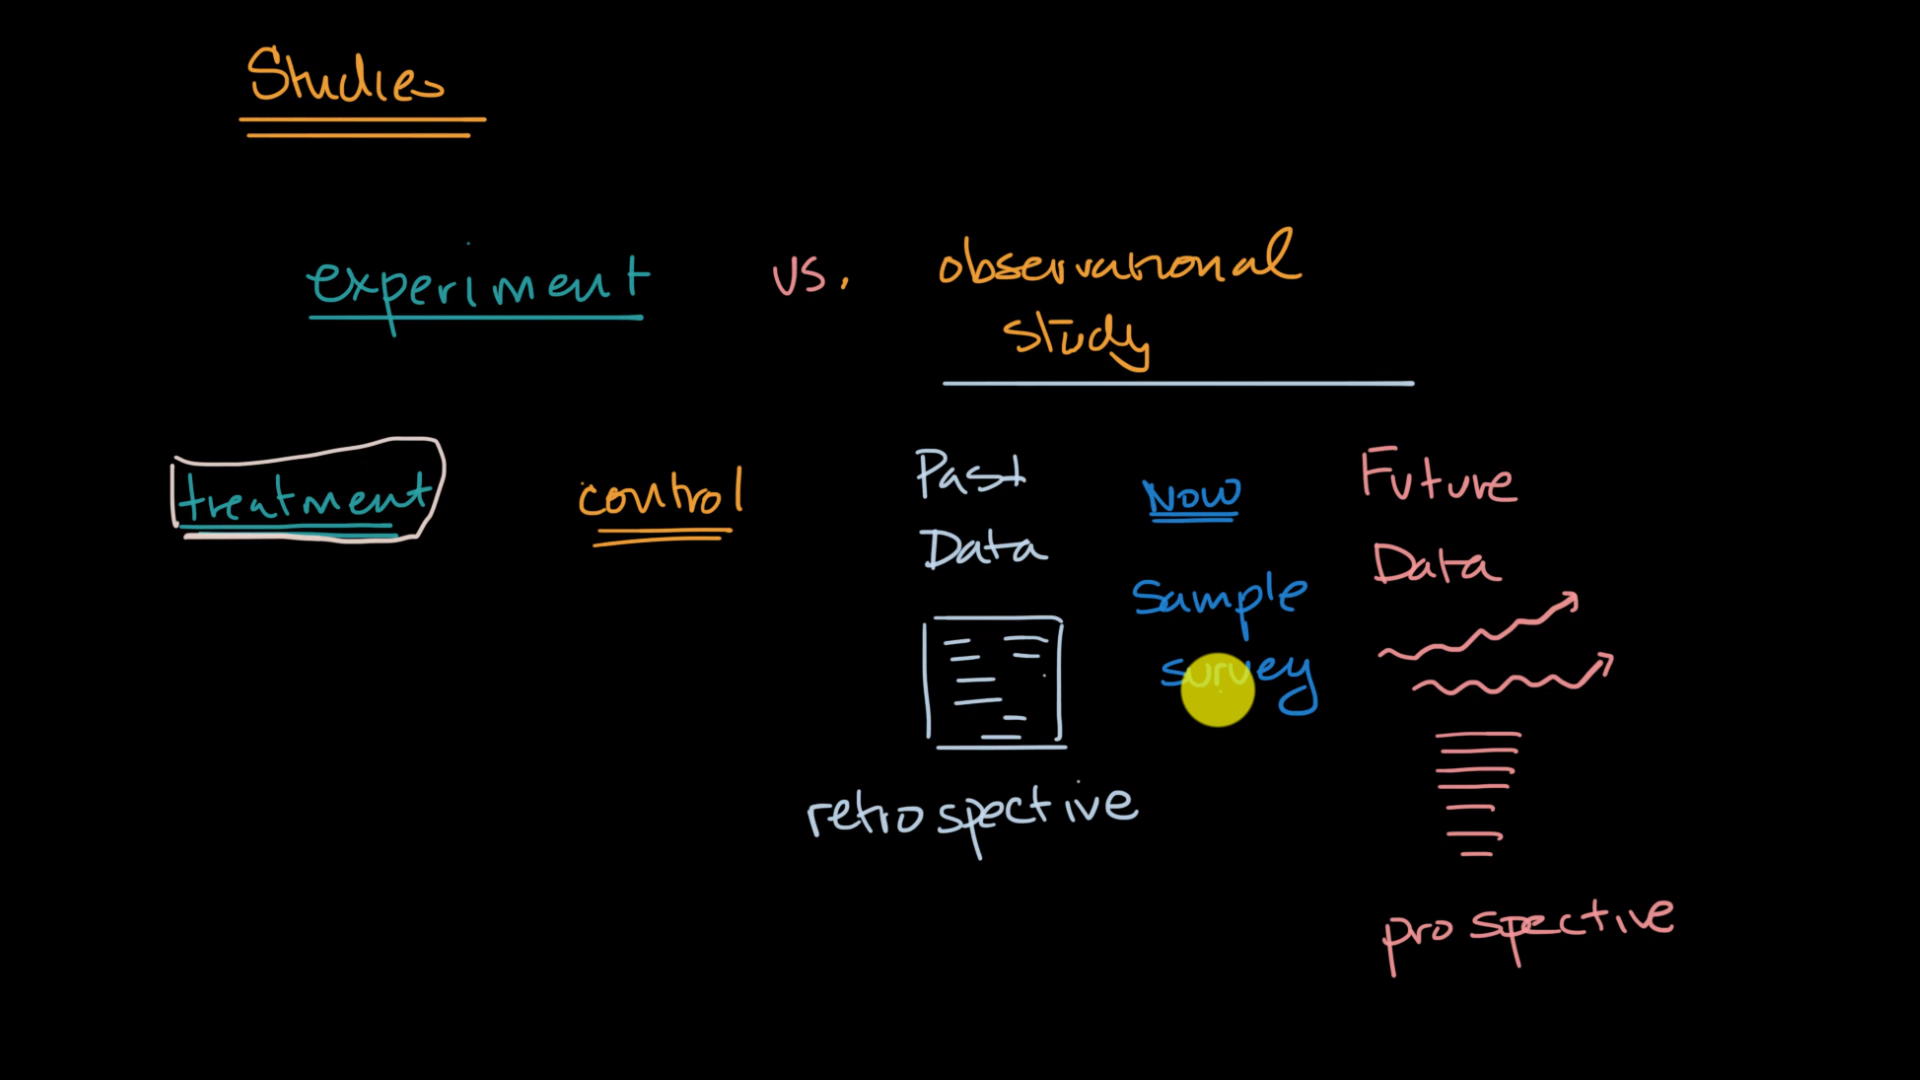 Studies
experiment vs. observational
study
treatment control
Past
Data
Now
Sample
survey
Future
Data
retrospective
prospective